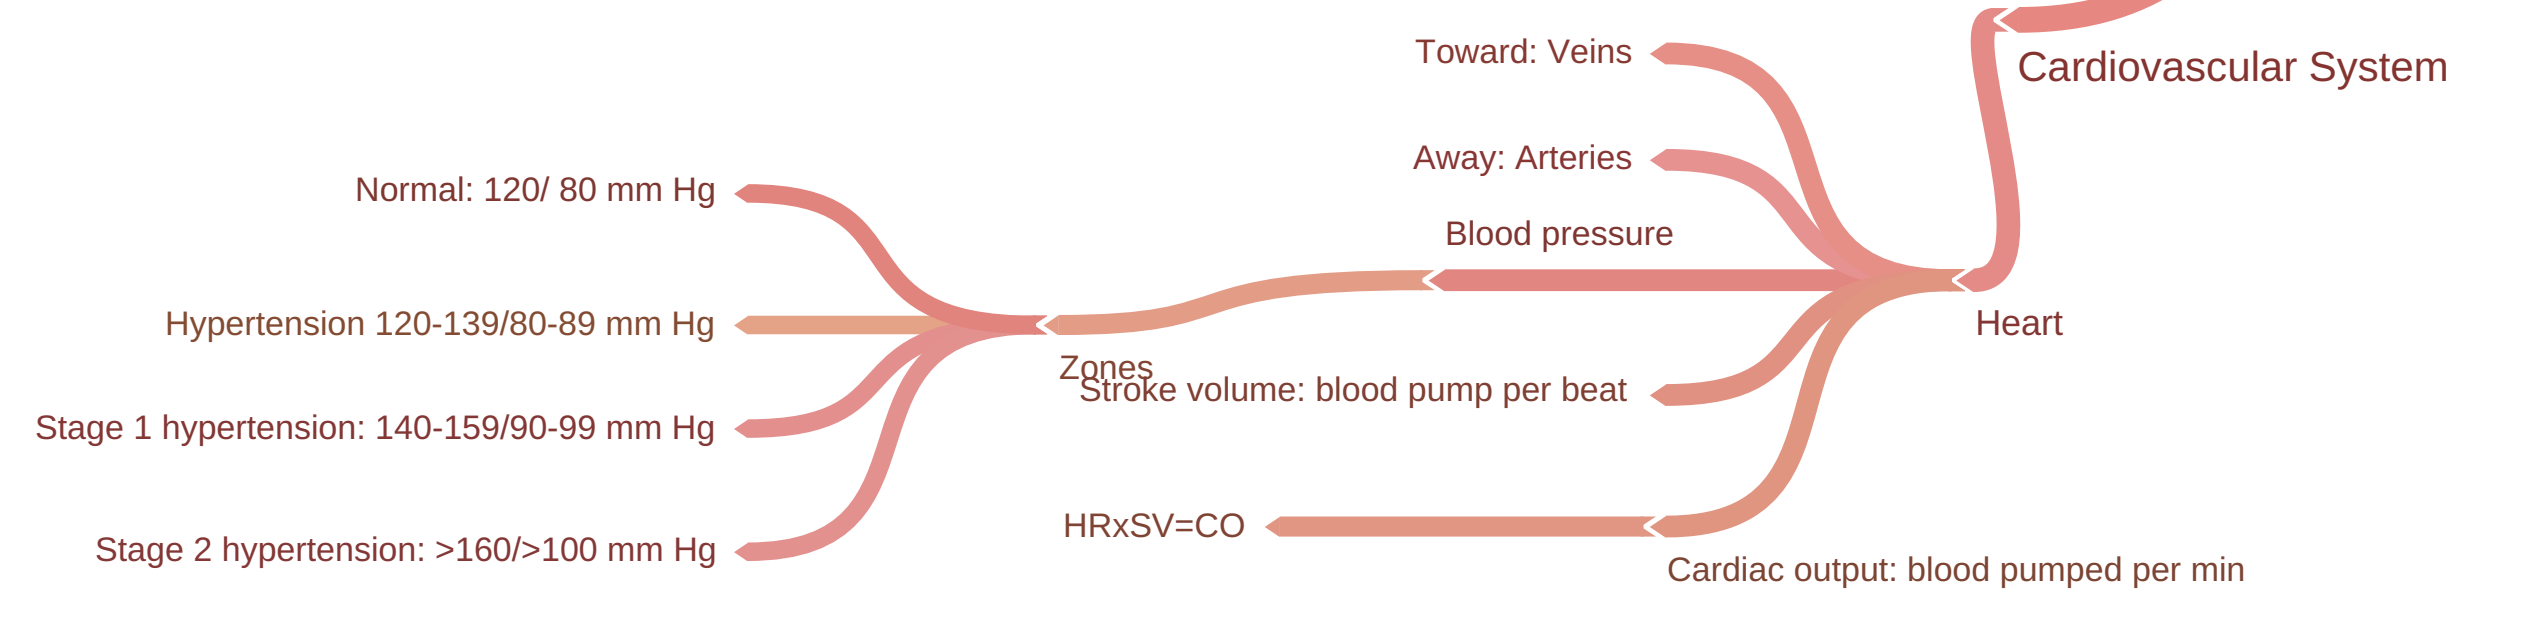 Cardiovascular System
Heart
Toward: Veins
Away: Arteries
Blood pressure
Zones
Normal: 120/ 80 mm Hg
Hypertension 120-139/80-89 mm Hg
Stage 1 hypertension: 140-159/90-99 mm Hg
Stage 2 hypertension: >160/>100 mm Hg
Stroke volume: blood pump per beat
Cardiac output: blood pumped per min
HRxSV=CO